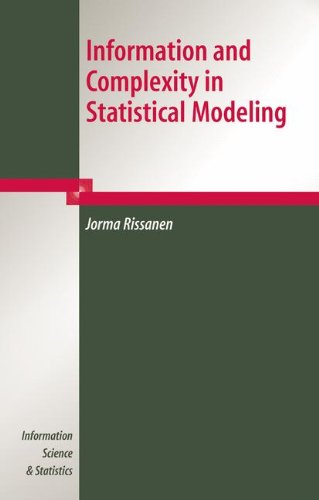 Information and
Complexity in
Statistical Modeling
Jorma Rissanen
Information
Science
& Statistics